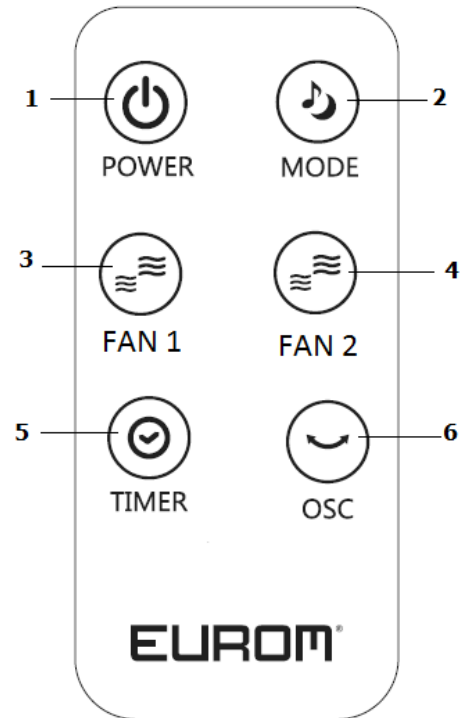 1 2
POWER MODE
3 4
FAN 1 FAN 2
5 6
TIMER OSC
EUROM®